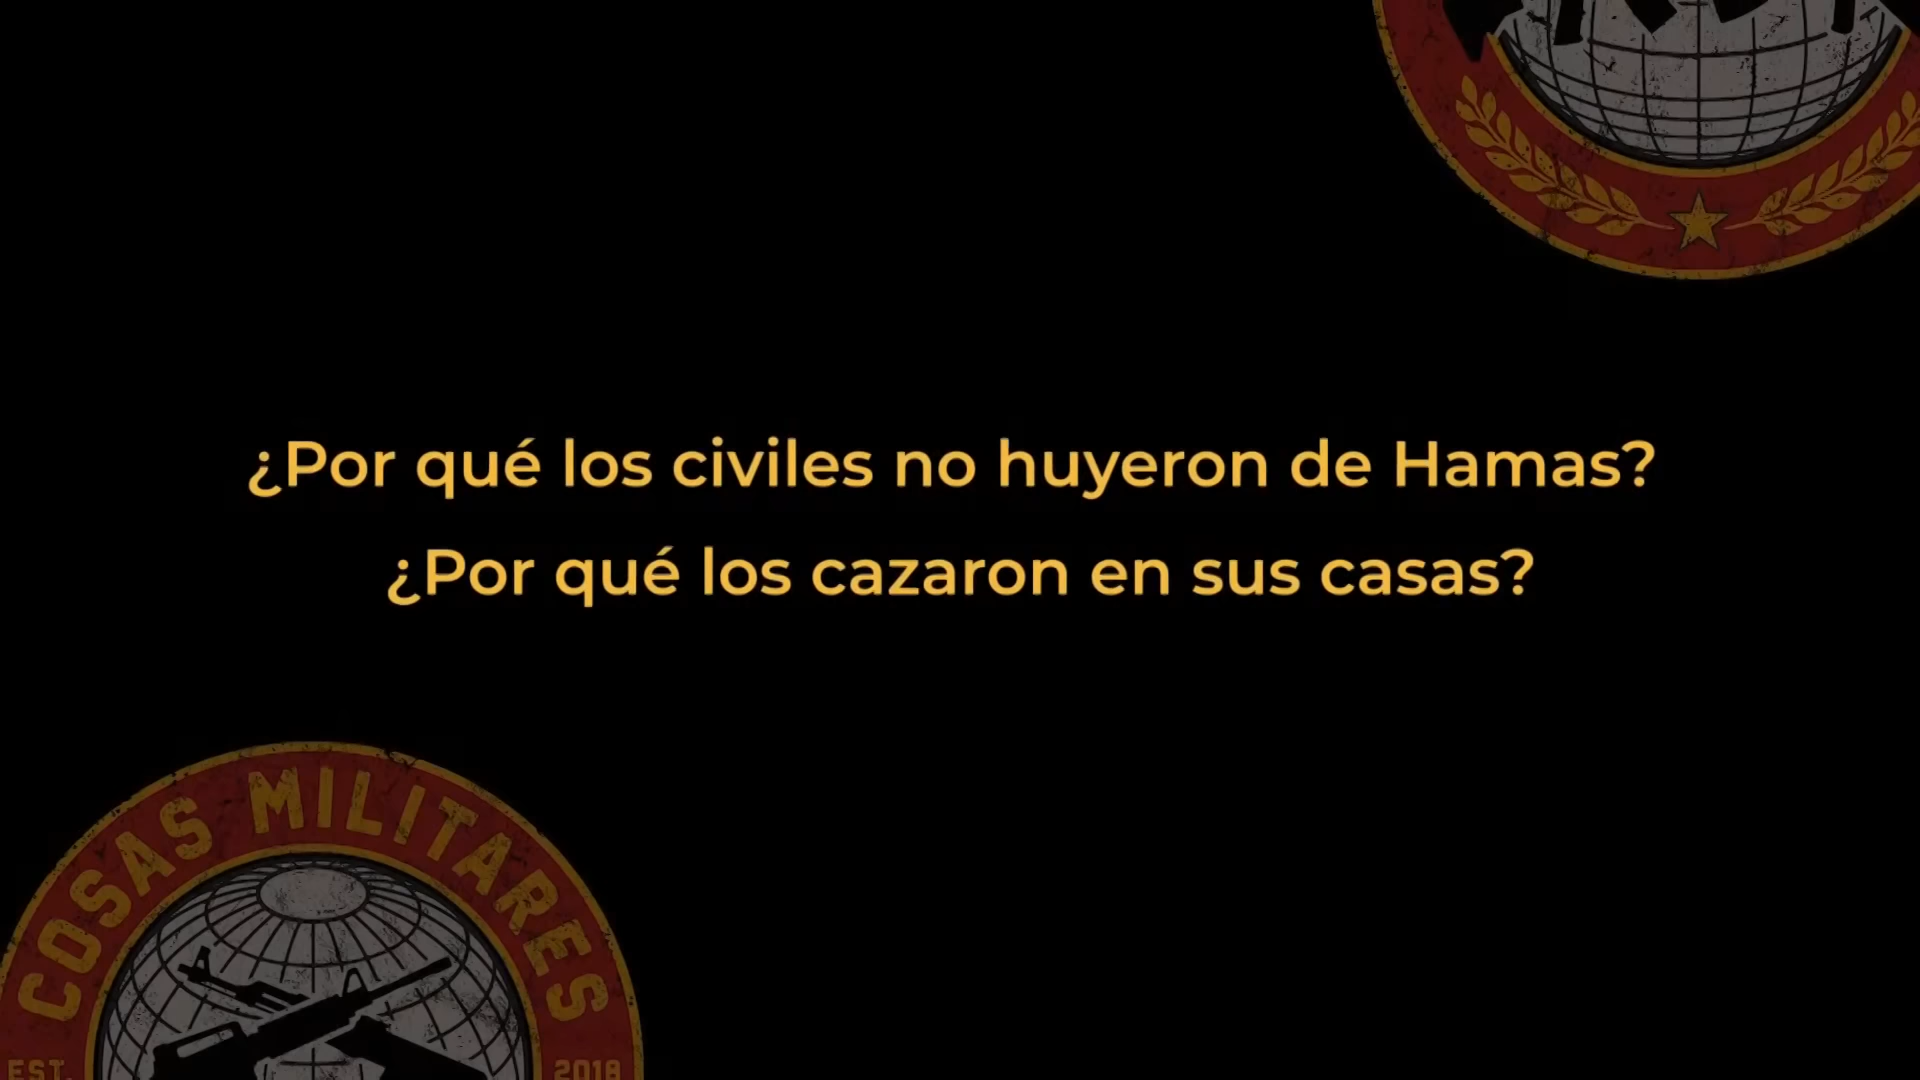 ¿Por qué los civiles no huyeron de Hamas?
¿Por qué los cazaron en sus casas?
COSAS MILITARES
EST. 2018